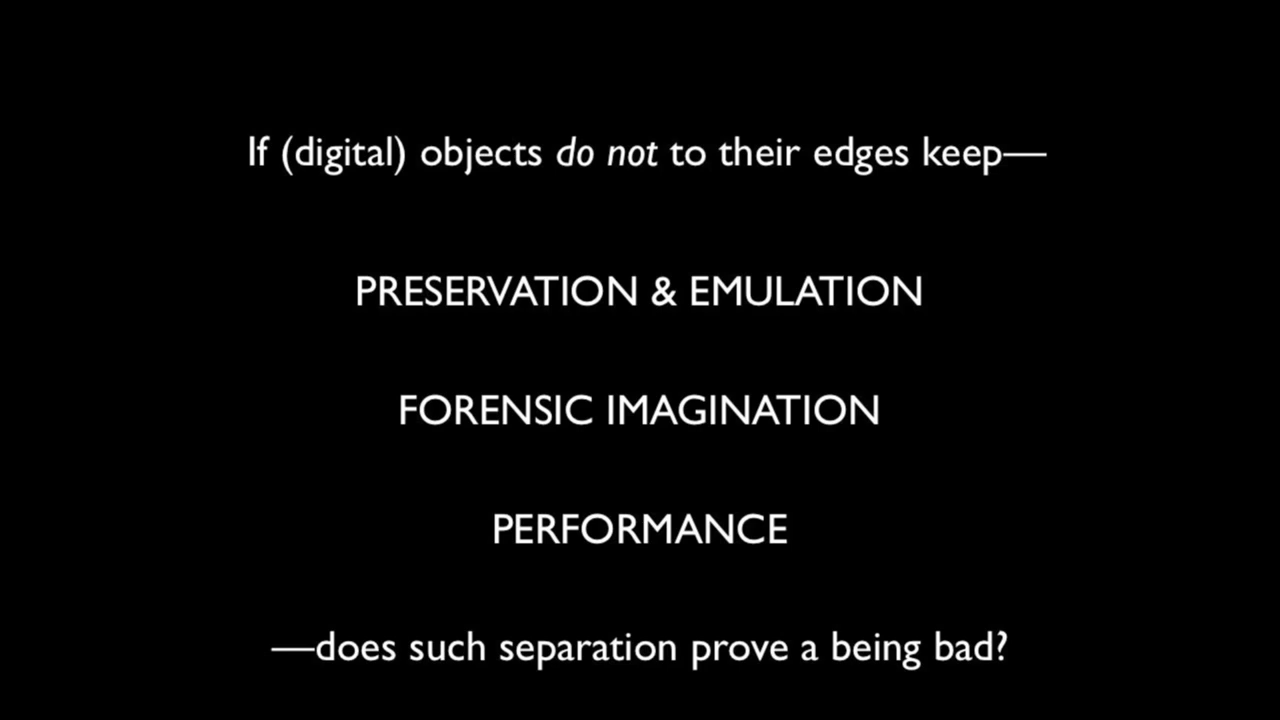 If (digital) objects do not to their edges keep—
PRESERVATION & EMULATION
FORENSIC IMAGINATION
PERFORMANCE
—does such separation prove a being bad?